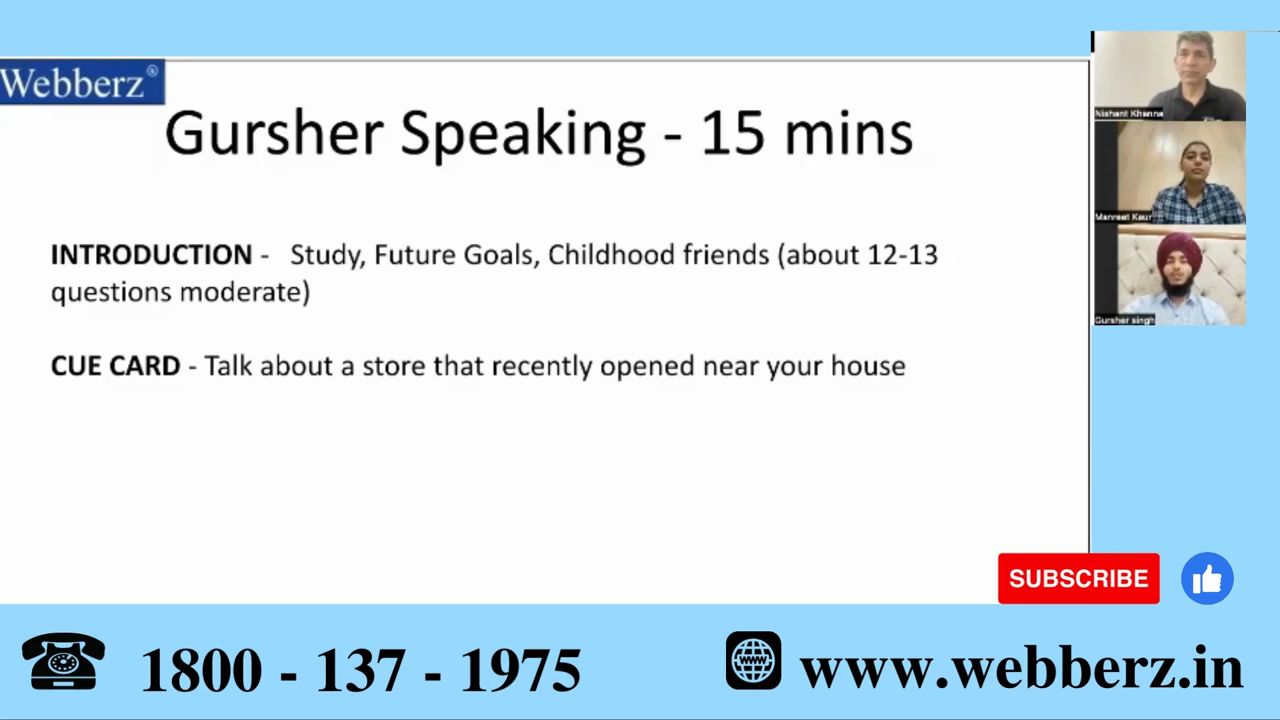 Webberz®
Gursher Speaking - 15 mins
INTRODUCTION - Study, Future Goals, Childhood friends (about 12-13
questions moderate)
CUE CARD - Talk about a store that recently opened near your house
Nishant Khanna
Manreet Kaur
Gursher singh
SUBSCRIBE
1800 - 137 - 1975
WWW
www.webberz.in